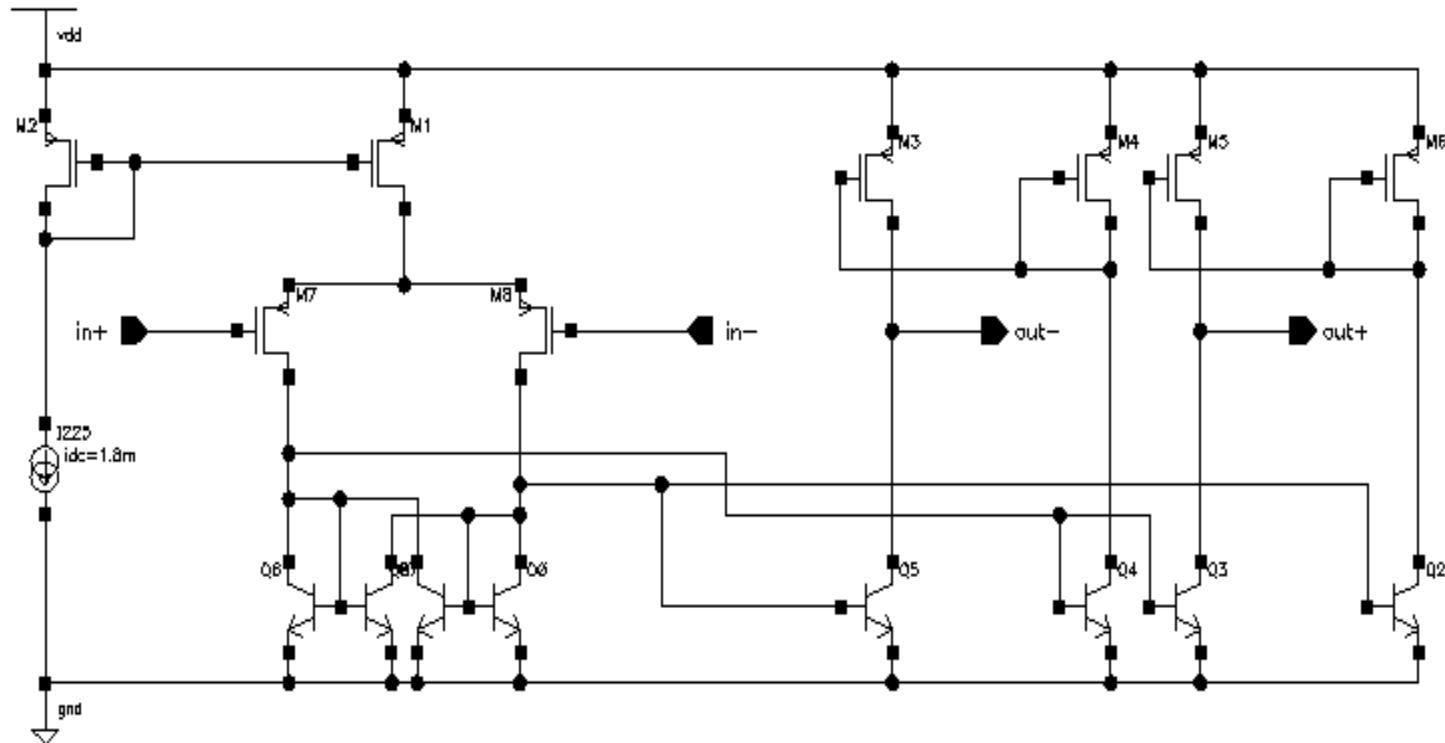 vdd
M2
M1
M3
M4
M5
M6
M7
M8
in+
in-
out-
out+
I225
idc=1.8m
Q6
Q0
Q5
Q4
Q3
Q2
gnd